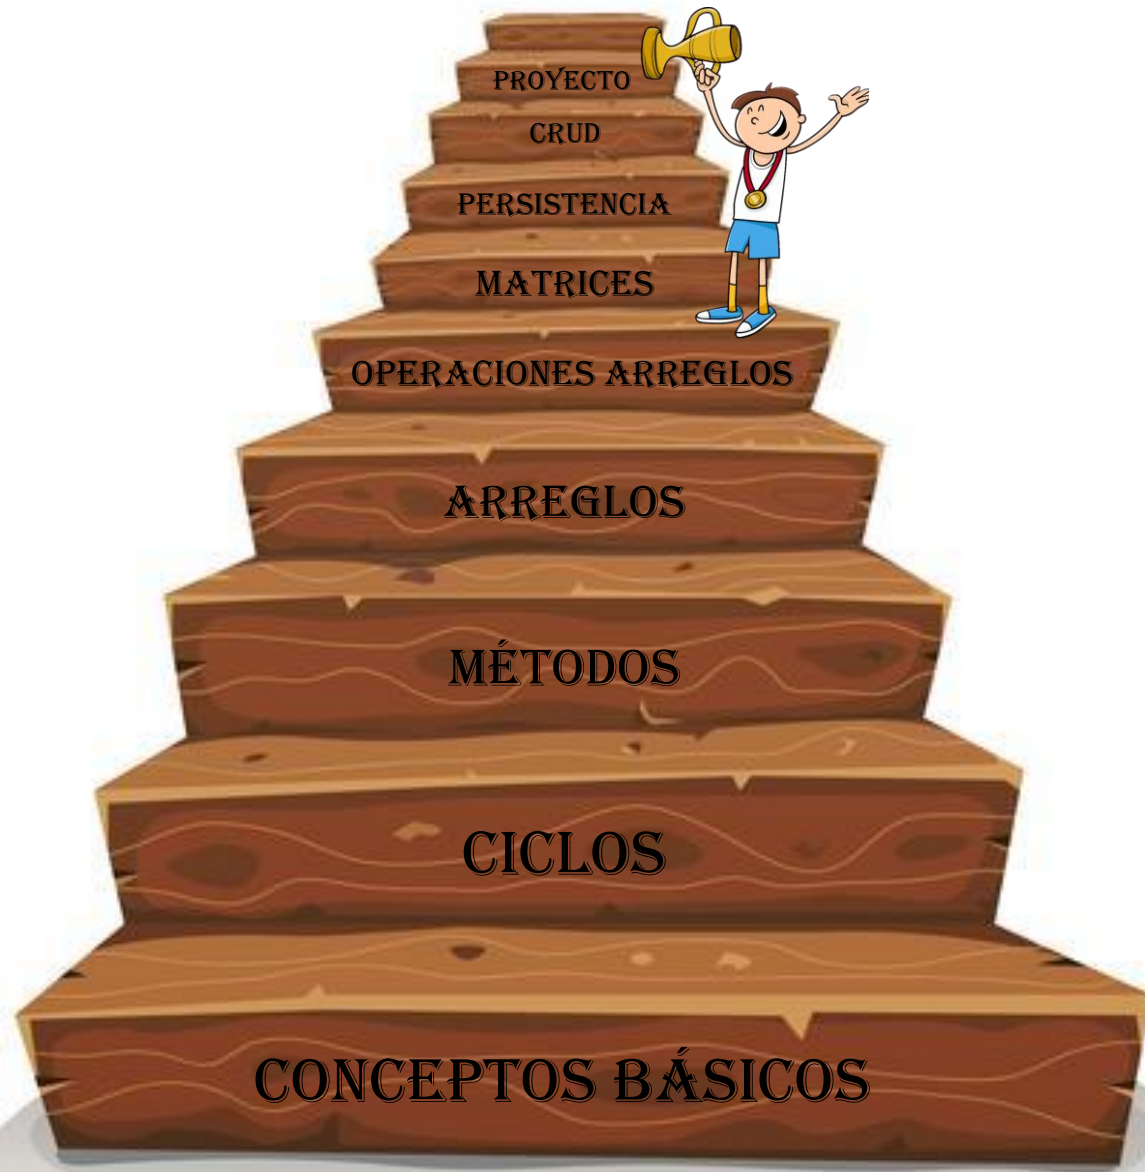 PROYECTO
CRUD
PERSISTENCIA
MATRICES
OPERACIONES ARREGLOS
ARREGLOS
MÉTODOS
CICLOS
CONCEPTOS BÁSICOS